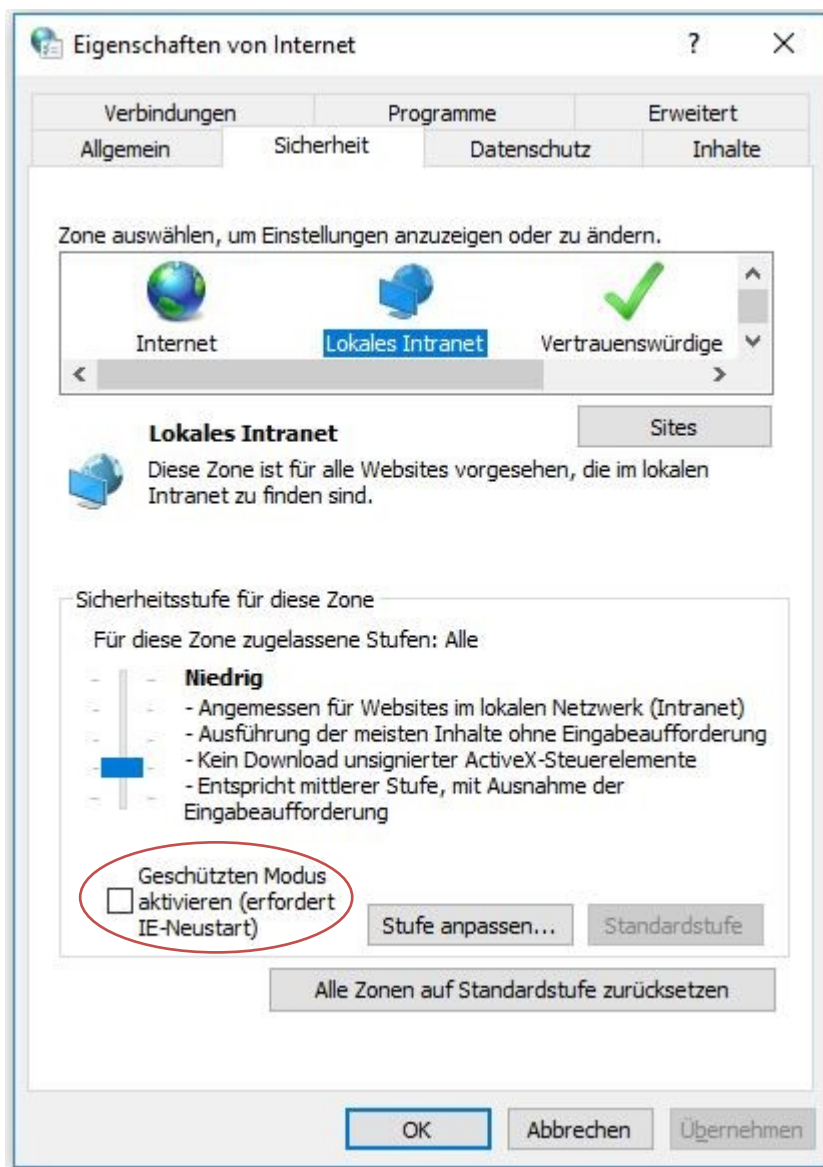 Eigenschaften von Internet
?
Verbindungen
Programme
Erweitert
Allgemein
Sicherheit
Datenschutz
Inhalte
Zone auswählen, um Einstellungen anzuzeigen oder zu ändern.
Internet
Lokales Intranet
Vertrauenswürdige
Lokales Intranet
Sites
Diese Zone ist für alle Websites vorgesehen, die im lokalen
Intranet zu finden sind.
Sicherheitsstufe für diese Zone
Für diese Zone zugelassene Stufen: Alle
Niedrig
- Angemessen für Websites im lokalen Netzwerk (Intranet)
- Ausführung der meisten Inhalte ohne Eingabeaufforderung
- Kein Download unsignierter ActiveX-Steuerelemente
- Entspricht mittlerer Stufe, mit Ausnahme der
Eingabeaufforderung
Geschützten Modus
aktivieren (erfordert
IE-Neustart)
Stufe anpassen...
Standardstufe
Alle Zonen auf Standardstufe zurücksetzen
OK
Abbrechen
Übernehmen